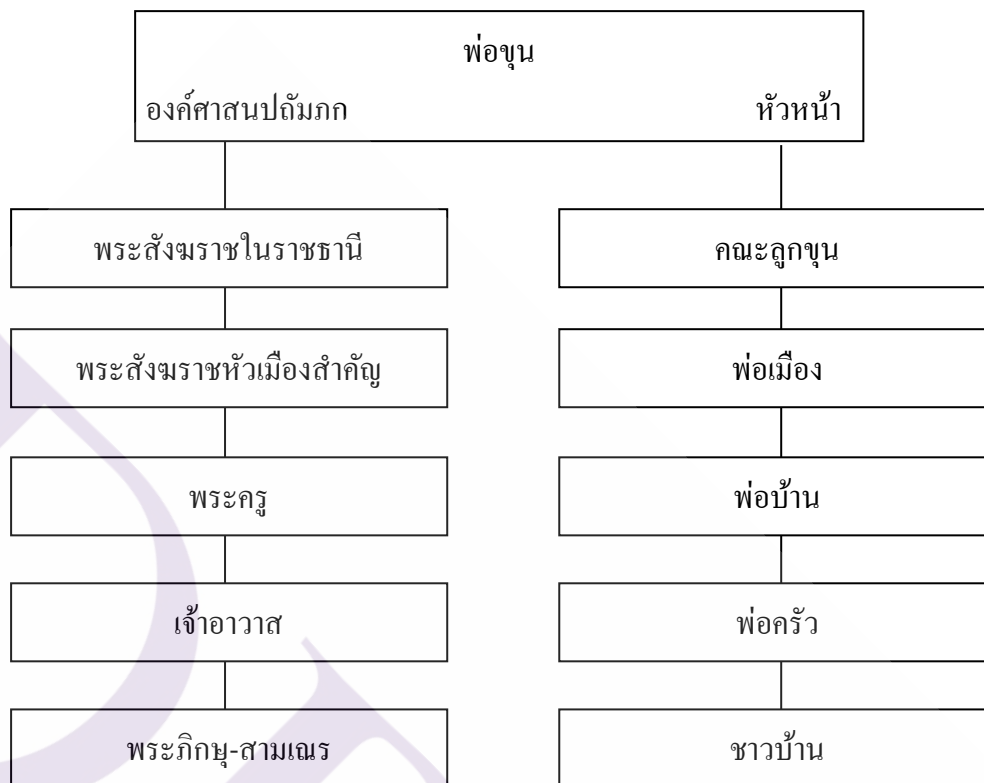 พ่อขุน
องค์ศาสนปถัมภก หัวหน้า
พระสังฆราชในราชธานี คณะลูกขุน
พระสังฆราชหัวเมืองสำคัญ พ่อเมือง
พระครู พ่อบ้าน
เจ้าอาวาส พ่อครัว
พระภิกษุ-สามเณร ชาวบ้าน